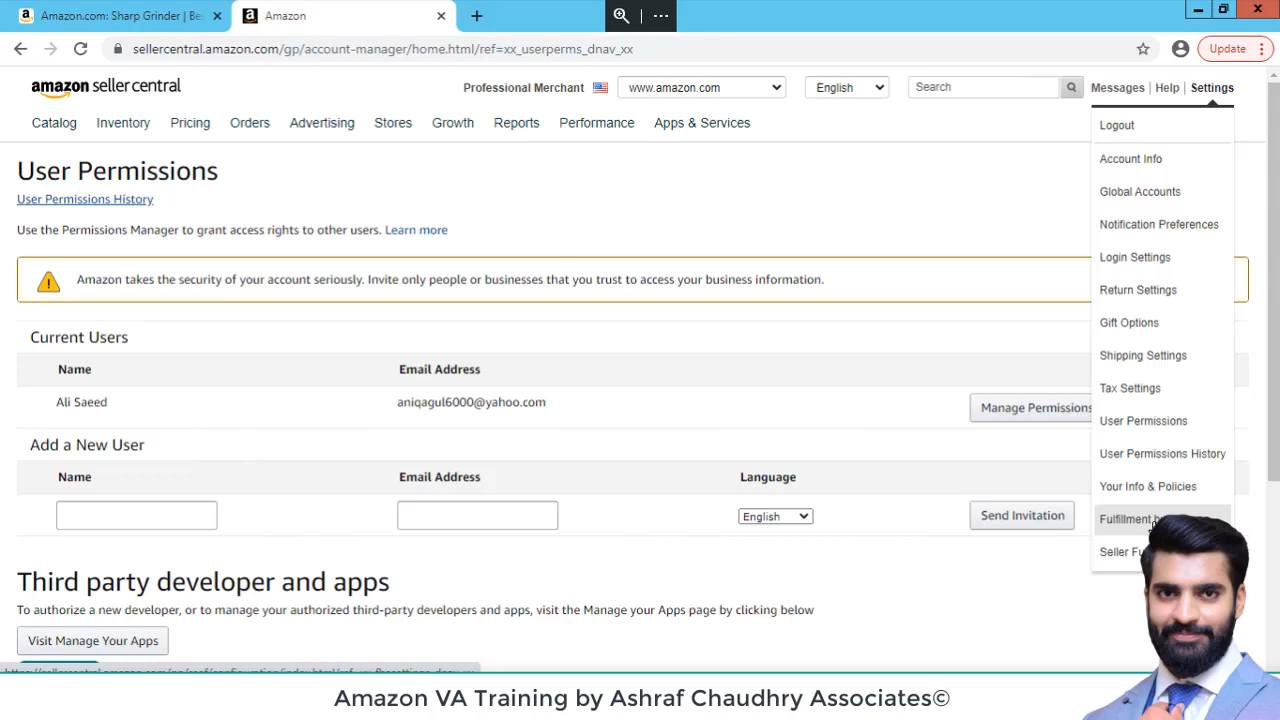 Amazon.com: Sharp Grinder | Be
Amazon
sellercentral.amazon.com/gp/account-manager/home.html/ref=xx_userperms_dnav_xx
Update
amazon seller central
Professional Merchant
www.amazon.com
English
Search
Messages | Help | Settings
Catalog
Inventory
Pricing
Orders
Advertising
Stores
Growth
Reports
Performance
Apps & Services
Logout
Account Info
Global Accounts
Notification Preferences
Login Settings
Return Settings
Gift Options
Shipping Settings
Tax Settings
User Permissions
User Permissions History
Your Info & Policies
Fulfillment
Seller
User Permissions
User Permissions History
Use the Permissions Manager to grant access rights to other users. Learn more
Amazon takes the security of your account seriously. Invite only people or businesses that you trust to access your business information.
Current Users
Name Email Address
Ali Saeed aniqagul6000@yahoo.com Manage Permissions
Add a New User
Name Email Address Language
English Send Invitation
Third party developer and apps
To authorize a new developer, or to manage your authorized third-party developers and apps, visit the Manage your Apps page by clicking below
Visit Manage Your Apps
Amazon VA Training by Ashraf Chaudhry Associates©